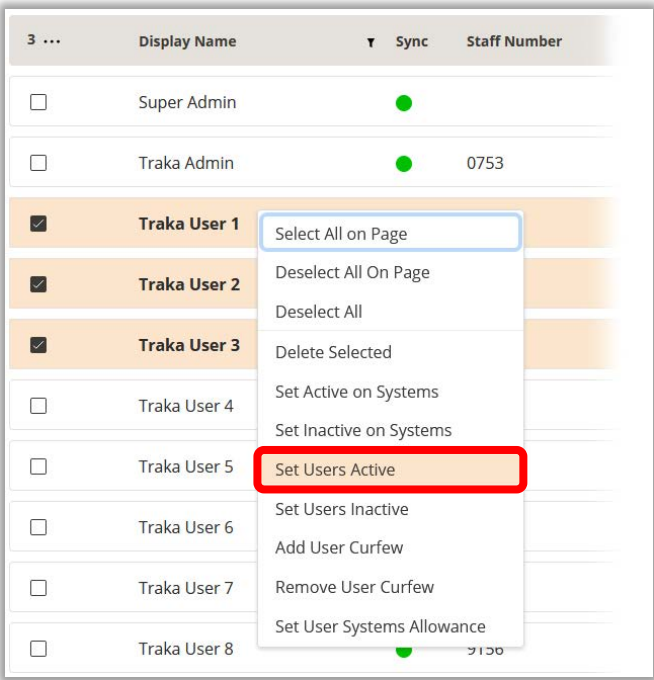 3 ... Display Name Sync Staff Number
Super Admin
Traka Admin 0753
Traka User 1
Select All on Page
Deselect All On Page
Traka User 2
Deselect All
Traka User 3
Delete Selected
Set Active on Systems
Traka User 4
Set Inactive on Systems
Traka User 5
Set Users Active
Set Users Inactive
Traka User 6
Add User Curfew
Traka User 7
Remove User Curfew
Set User Systems Allowance
Traka User 8 9156